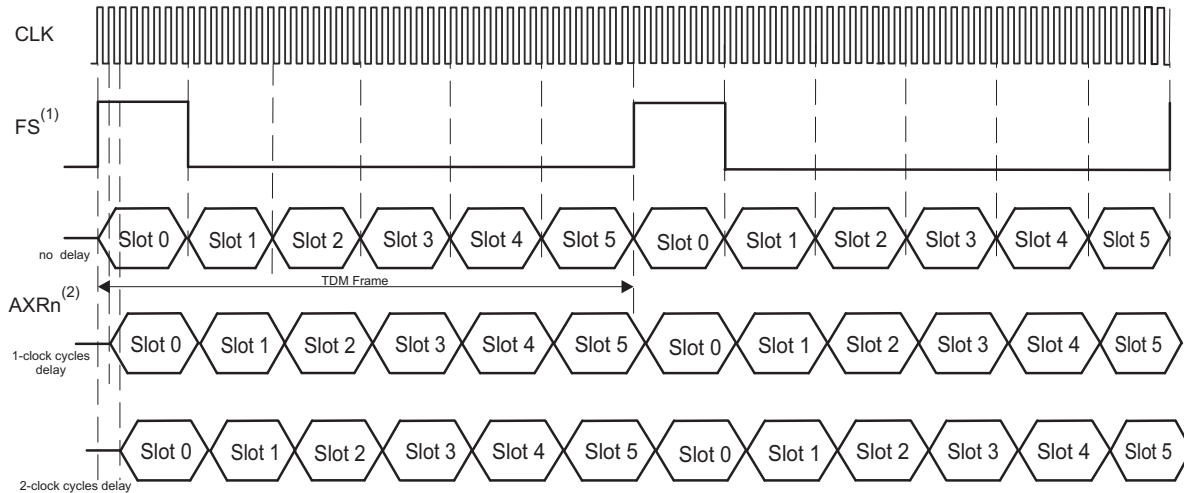 CLK
FS(1)
Slot 0 Slot 1 Slot 2 Slot 3 Slot 4 Slot 5 Slot 0 Slot 1 Slot 2 Slot 3 Slot 4 Slot 5
no delay
TDM Frame
AXRn(2)
Slot 0 Slot 1 Slot 2 Slot 3 Slot 4 Slot 5 Slot 0 Slot 1 Slot 2 Slot 3 Slot 4 Slot 5
1-clock cycles
delay
Slot 0 Slot 1 Slot 2 Slot 3 Slot 4 Slot 5 Slot 0 Slot 1 Slot 2 Slot 3 Slot 4 Slot 5
2-clock cycles delay